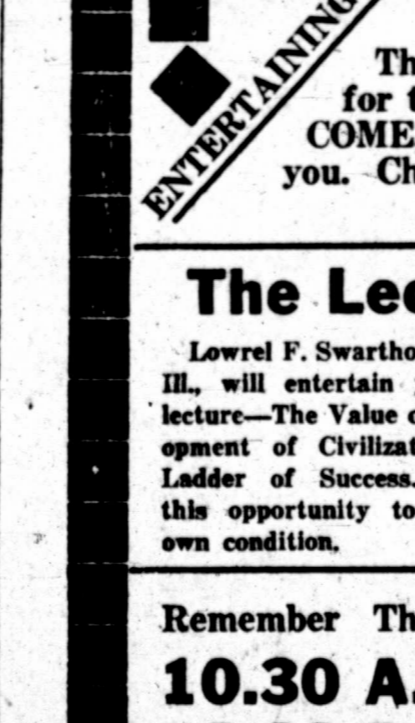 ENTERTAINING
Th
for t
COME
you. Ch
The Lec
Lowrel F. Swartho
Ill., will entertain
lecture—The Value o
opment of Civilizat
Ladder of Success.
this opportunity to
own condition.
Remember Th
10.30 A.